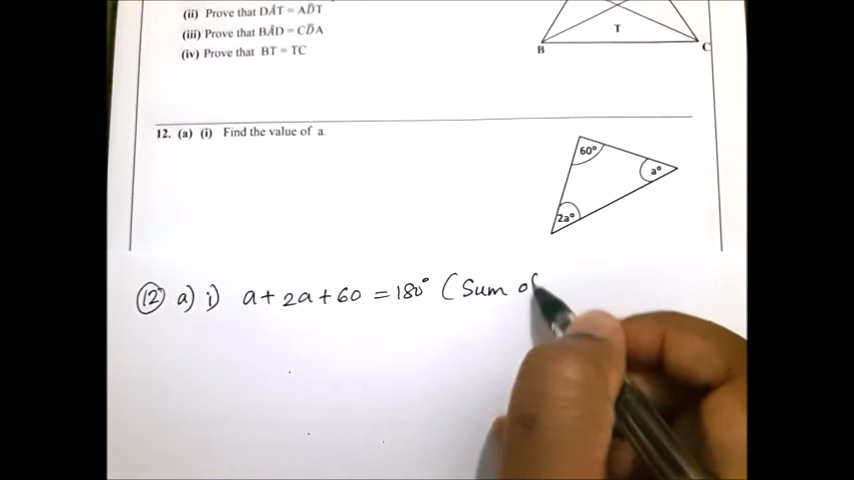 (ii) Prove that DÂT = AD̂T
(iii) Prove that BÂD = CD̂A
(iv) Prove that BT = TC
T
B
C
12. (a) (i) Find the value of a.
60°
a°
2a°
12 a) i) a + 2a + 60 = 180° (Sum of